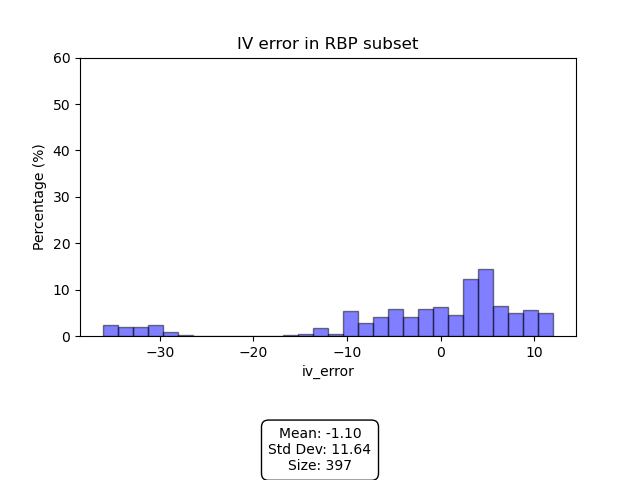 IV error in RBP subset
60
50
40
30
20
10
0
Percentage (%)
−30
−20
−10
0
10
iv_error
Mean: -1.10
Std Dev: 11.64
Size: 397